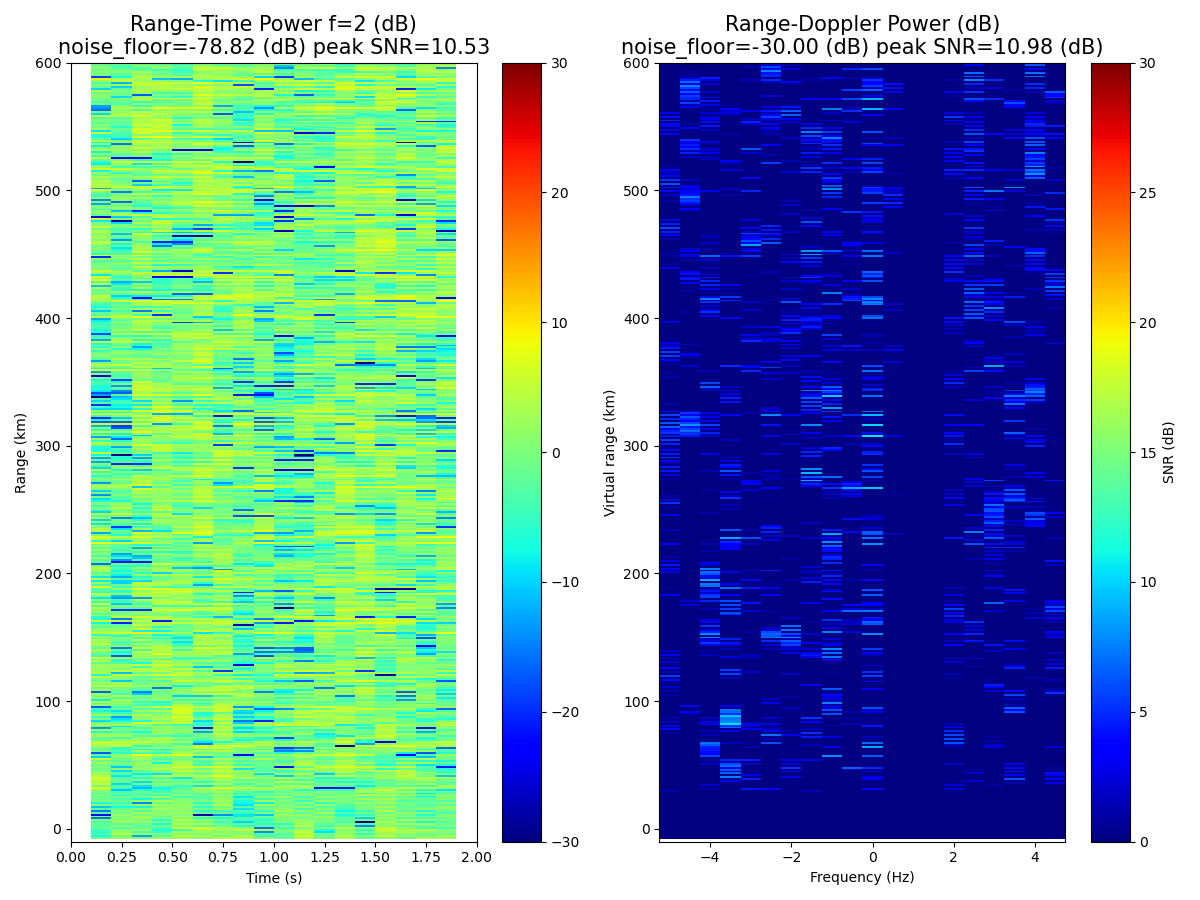 Range-Time Power f=2 (dB)
noise_floor=-78.82 (dB) peak SNR=10.53
600
500
400
300
200
100
0
Range (km)
0.00 0.25 0.50 0.75 1.00 1.25 1.50 1.75 2.00
Time (s)
30
20
10
0
−10
−20
−30
Range-Doppler Power (dB)
noise_floor=-30.00 (dB) peak SNR=10.98 (dB)
600
500
400
300
200
100
0
Virtual range (km)
−4 −2 0 2 4
Frequency (Hz)
30
25
20
15
10
5
0
SNR (dB)